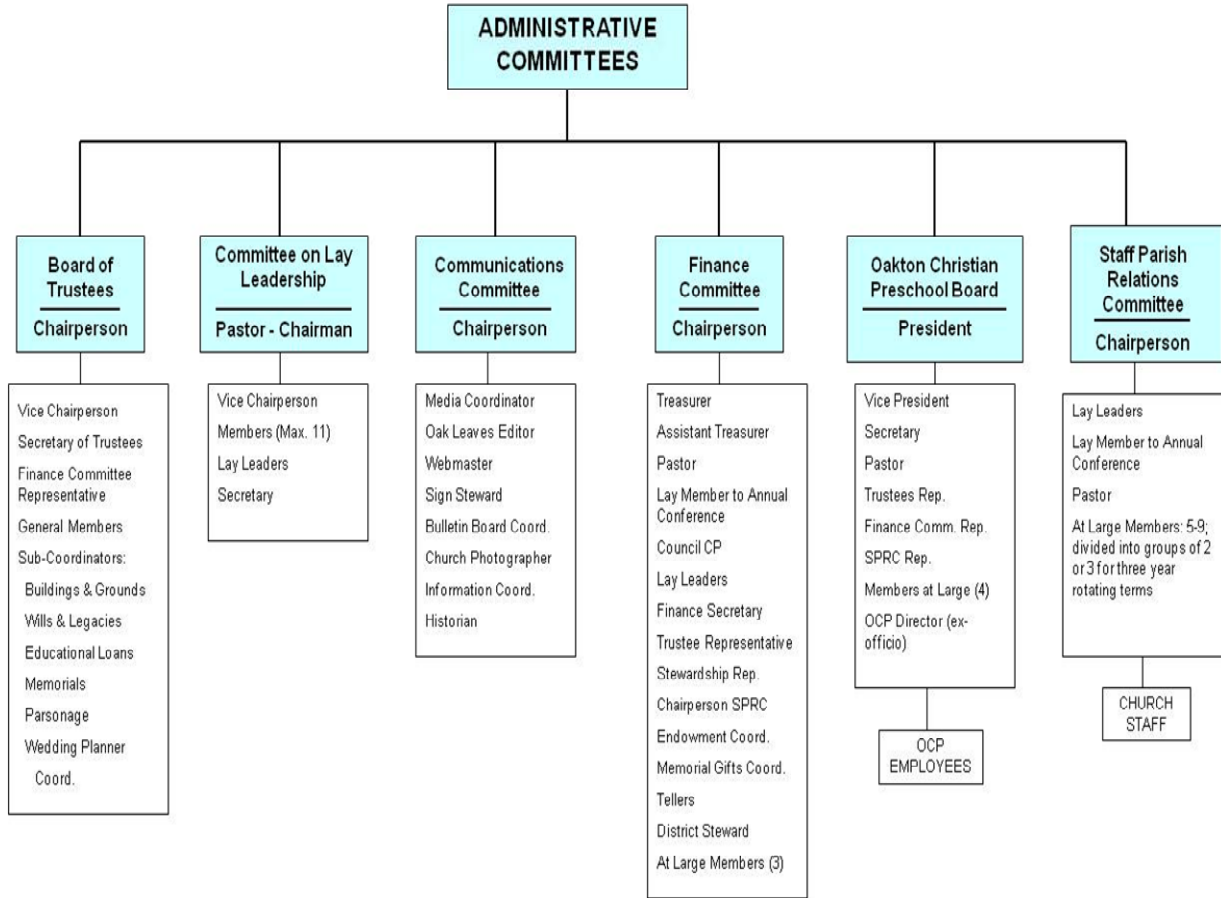 ADMINISTRATIVE
COMMITTEES
Board of
Trustees
Chairperson
Vice Chairperson
Secretary of Trustees
Finance Committee
Representative
General Members
Sub-Coordinators:
Buildings & Grounds
Wills & Legacies
Educational Loans
Memorials
Parsonage
Wedding Planner
Coord.
Committee on Lay
Leadership
Pastor - Chairman
Vice Chairperson
Members (Max. 11)
Lay Leaders
Secretary
Communications
Committee
Chairperson
Media Coordinator
Oak Leaves Editor
Webmaster
Sign Steward
Bulletin Board Coord.
Church Photographer
Information Coord.
Historian
Finance
Committee
Chairperson
Treasurer
Assistant Treasurer
Pastor
Lay Member to Annual
Conference
Council CP
Lay Leaders
Finance Secretary
Trustee Representative
Stewardship Rep.
Chairperson SPRC
Endowment Coord.
Memorial Gifts Coord.
Tellers
District Steward
At Large Members (3)
Oakton Christian
Preschool Board
President
Vice President
Secretary
Pastor
Trustees Rep.
Finance Comm. Rep.
SPRC Rep.
Members at Large (4)
OCP Director (ex-
officio)
OCP
EMPLOYEES
Staff Parish
Relations
Committee
Chairperson
Lay Leaders
Lay Member to Annual
Conference
Pastor
At Large Members: 5-9;
divided into groups of 2
or 3 for three year
rotating terms
CHURCH
STAFF